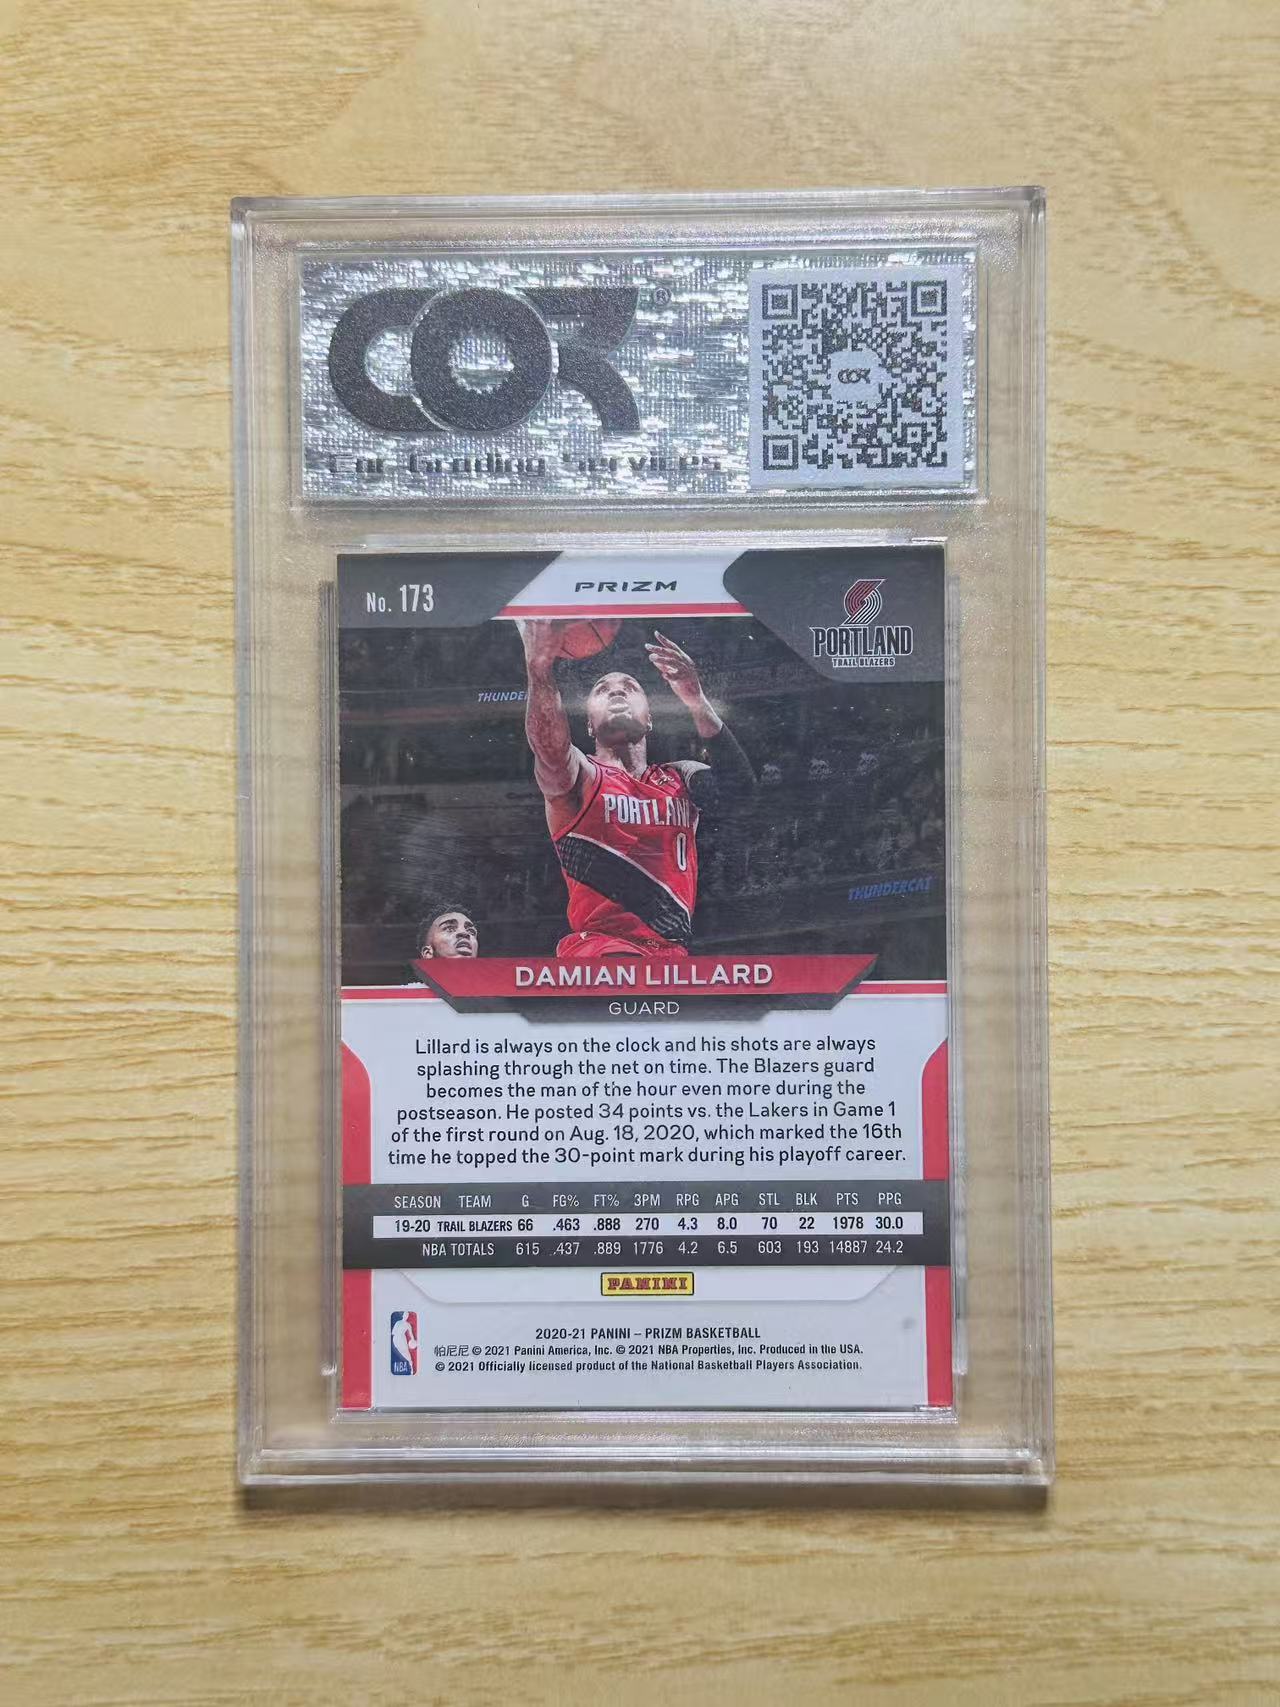 COR®
Cor Grading Services
COR
No. 173
PRIZM
PORTLAND
TRAIL BLAZERS
THUNDER
PORTLAN
0
THUNDERCAT
DAMIAN LILLARD
GUARD
Lillard is always on the clock and his shots are always
splashing through the net on time. The Blazers guard
becomes the man of the hour even more during the
postseason. He posted 34 points vs. the Lakers in Game 1
of the first round on Aug. 18, 2020, which marked the 16th
time he topped the 30-point mark during his playoff career.
SEASON TEAM G FG% FT% 3PM RPG APG STL BLK PTS PPG
19-20 TRAIL BLAZERS 66 .463 .888 270 4.3 8.0 70 22 1978 30.0
NBA TOTALS 615 .437 .889 1776 4.2 6.5 603 193 14887 24.2
PANINI
NBA
2020-21 PANINI – PRIZM BASKETBALL
帕尼尼 © 2021 Panini America, Inc. © 2021 NBA Properties, Inc. Produced in the USA.
© 2021 Officially licensed product of the National Basketball Players Association.